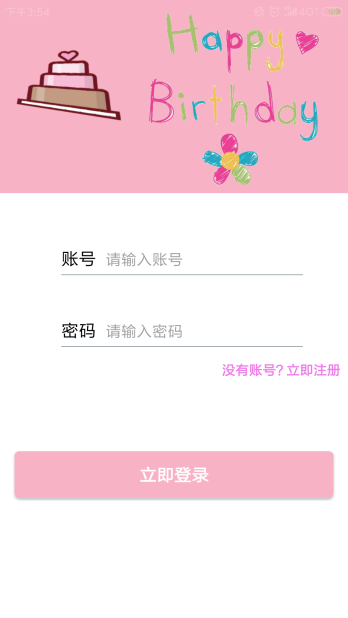 下午3:54
4G
Happy
Birthday
账号 请输入账号
密码 请输入密码
没有账号? 立即注册
立即登录